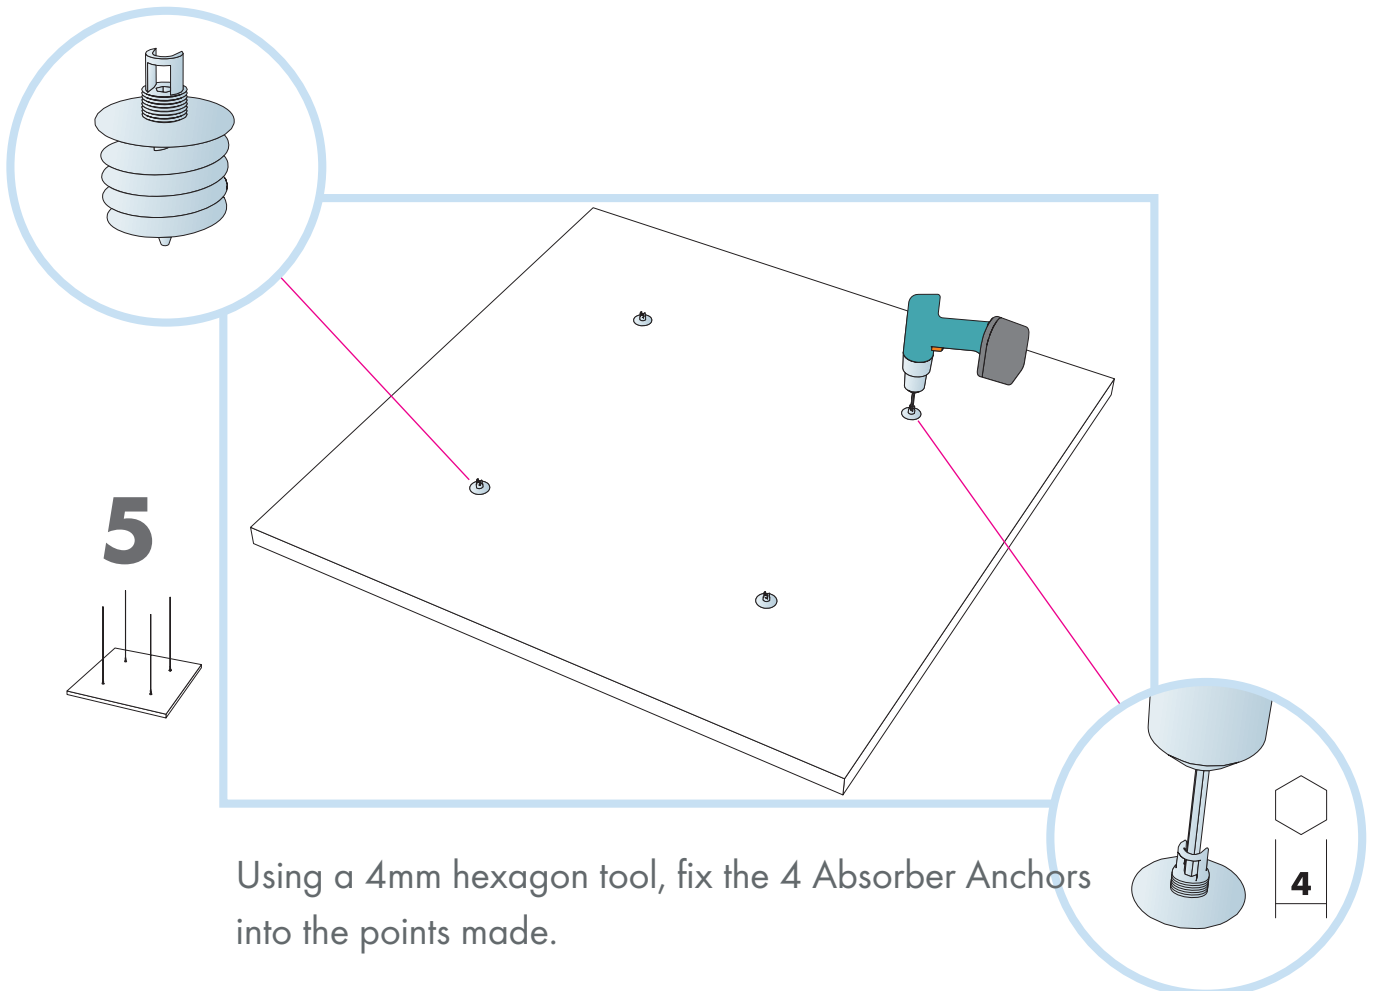 5
Using a 4mm hexagon tool, fix the 4 Absorber Anchors
into the points made.
4